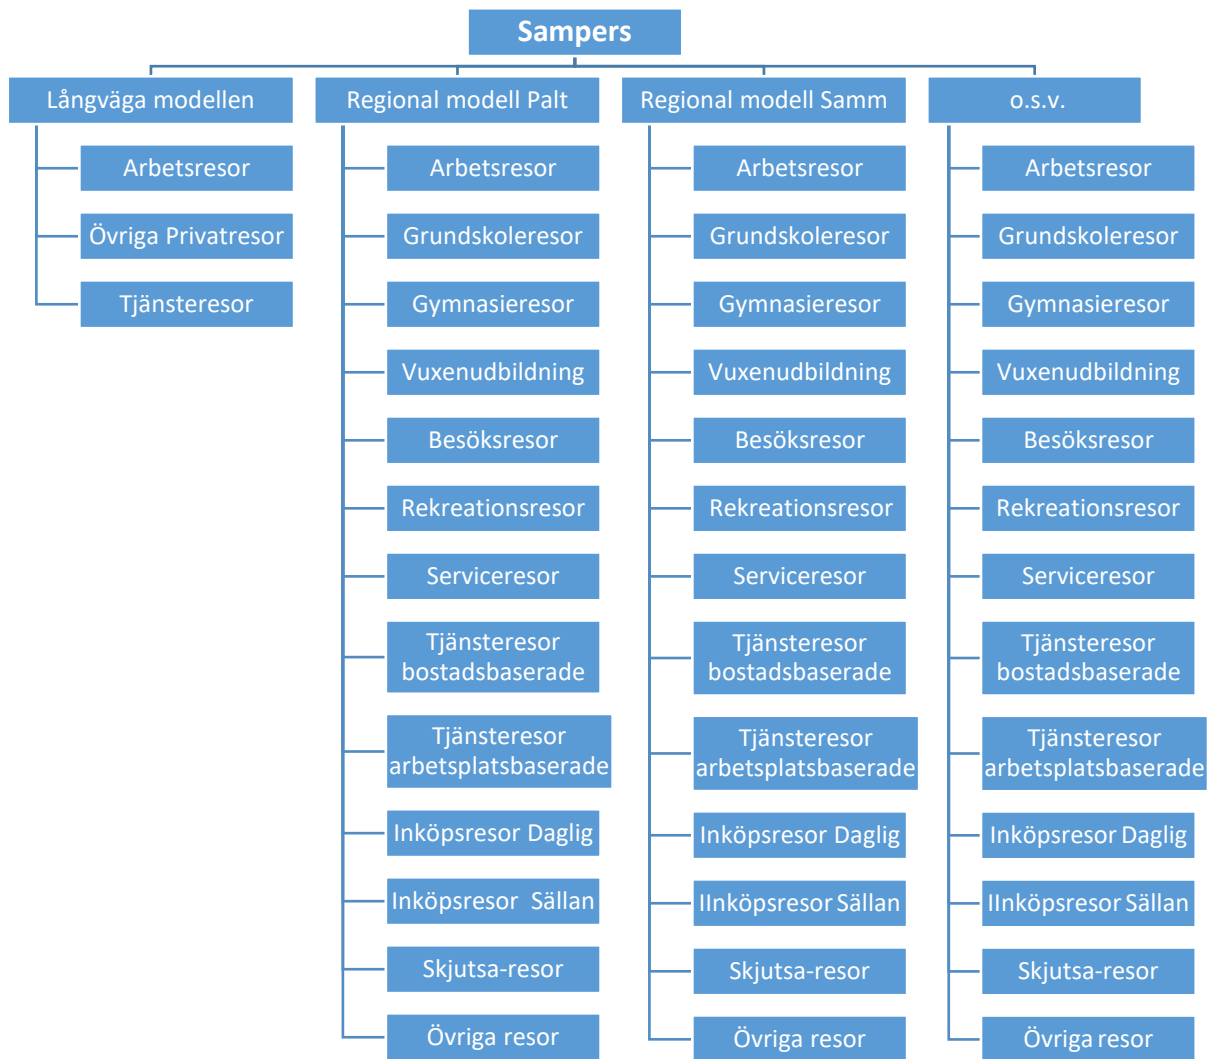 Sampers
Långväga modellen
Arbetsresor
Övriga Privatresor
Tjänsteresor
Regional modell Palt
Arbetsresor
Grundskoleresor
Gymnasieresor
Vuxenudbildning
Besöksresor
Rekreationsresor
Serviceresor
Tjänsteresor
bostadsbaserade
Tjänsteresor
arbetsplatsbaserade
Inköpsresor Daglig
Inköpsresor Sällan
Skjutsa-resor
Övriga resor
Regional modell Samm
Arbetsresor
Grundskoleresor
Gymnasieresor
Vuxenudbildning
Besöksresor
Rekreationsresor
Serviceresor
Tjänsteresor
bostadsbaserade
Tjänsteresor
arbetsplatsbaserade
Inköpsresor Daglig
IInköpsresor Sällan
Skjutsa-resor
Övriga resor
o.s.v.
Arbetsresor
Grundskoleresor
Gymnasieresor
Vuxenudbildning
Besöksresor
Rekreationsresor
Serviceresor
Tjänsteresor
bostadsbaserade
Tjänsteresor
arbetsplatsbaserade
Inköpsresor Daglig
IInköpsresor Sällan
Skjutsa-resor
Övriga resor